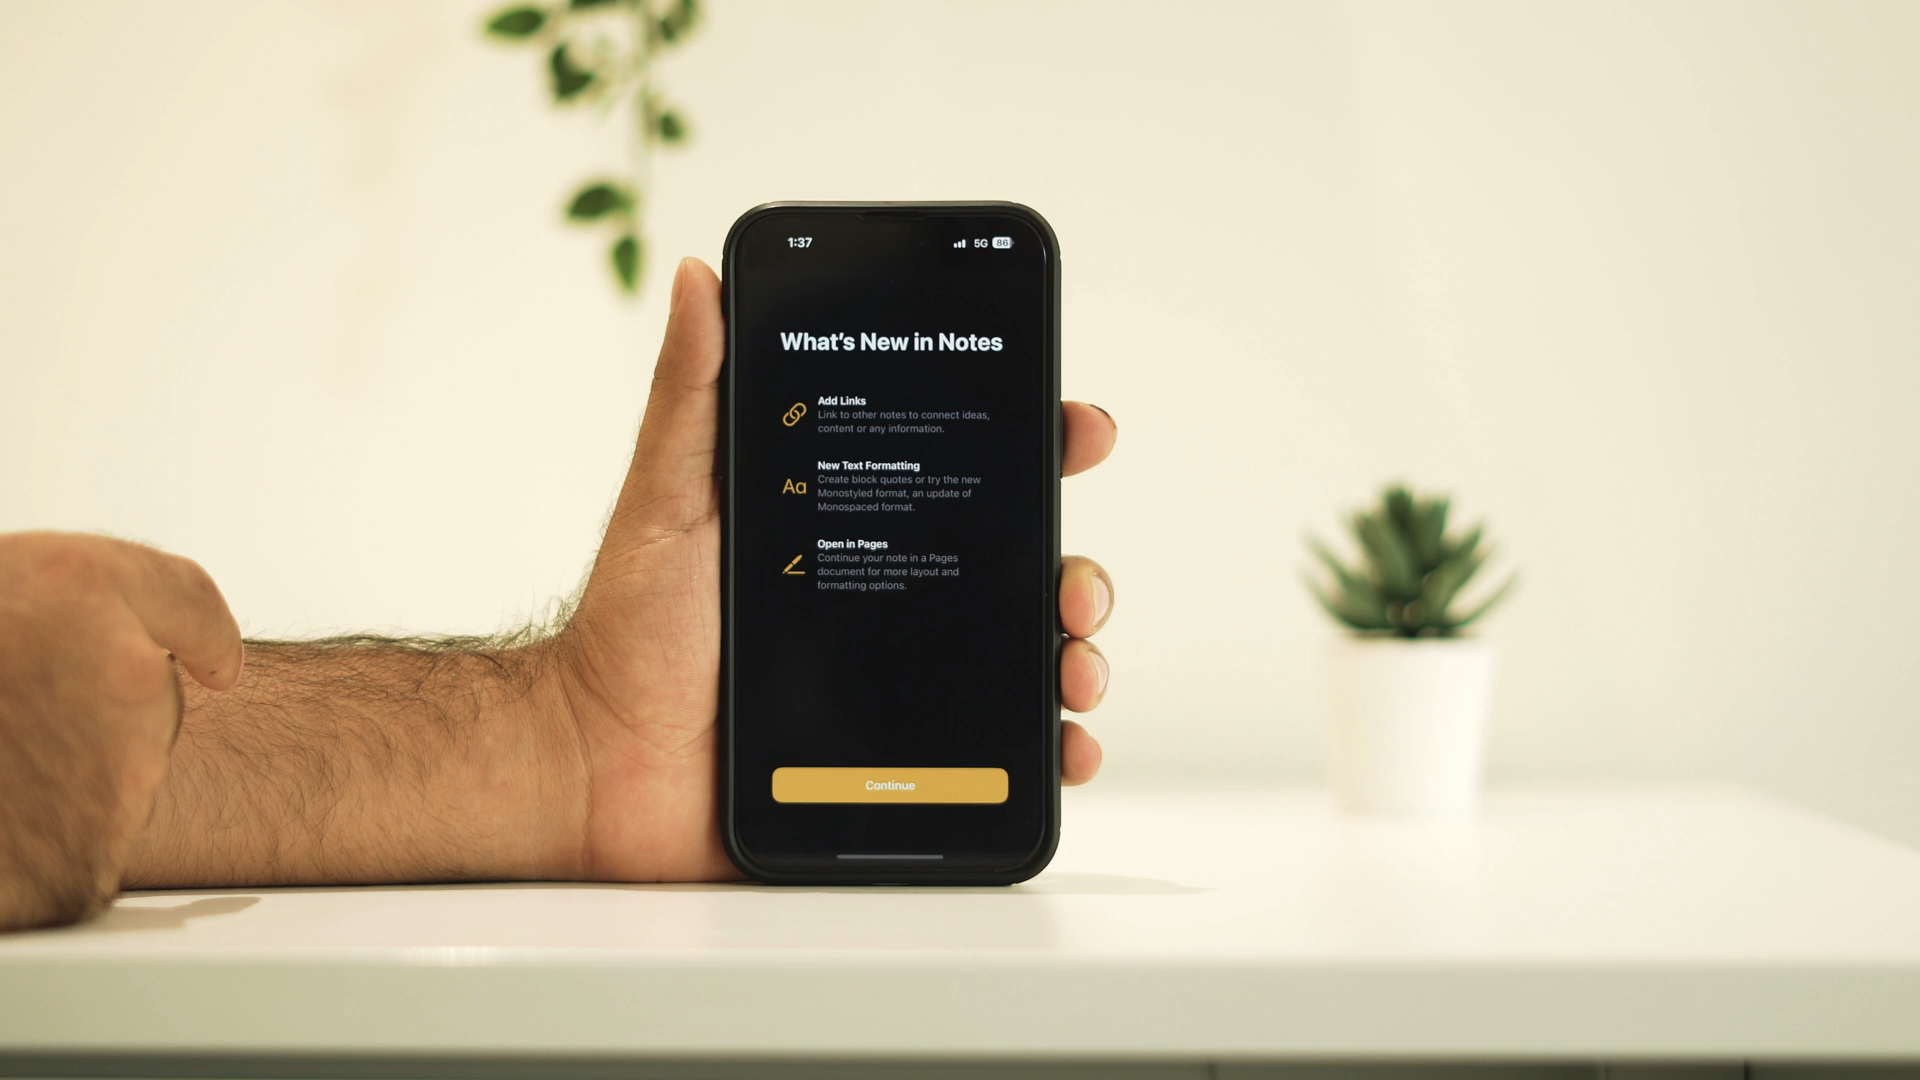 1:37 5G 86
What's New in Notes
Add Links
Link to other notes to connect ideas,
content or any information.
Aa
New Text Formatting
Create block quotes or try the new
Monostyled format, an update of
Monospaced format.
Open in Pages
Continue your note in a Pages
document for more layout and
formatting options.
Continue